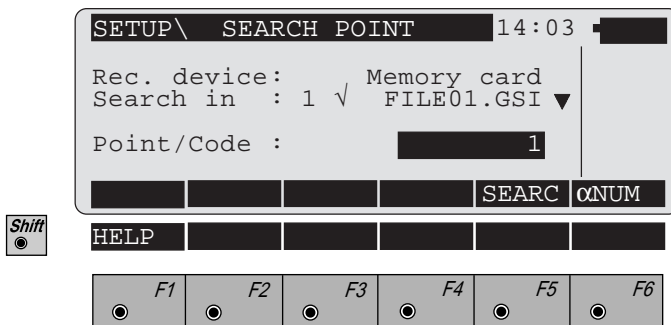 SETUP\ SEARCH POINT 14:03
Rec. device: Memory card
Search in : 1 √ FILE01.GSI ▼
Point/Code : 1
SEARC αNUM
Shift
HELP
F1 F2 F3 F4 F5 F6